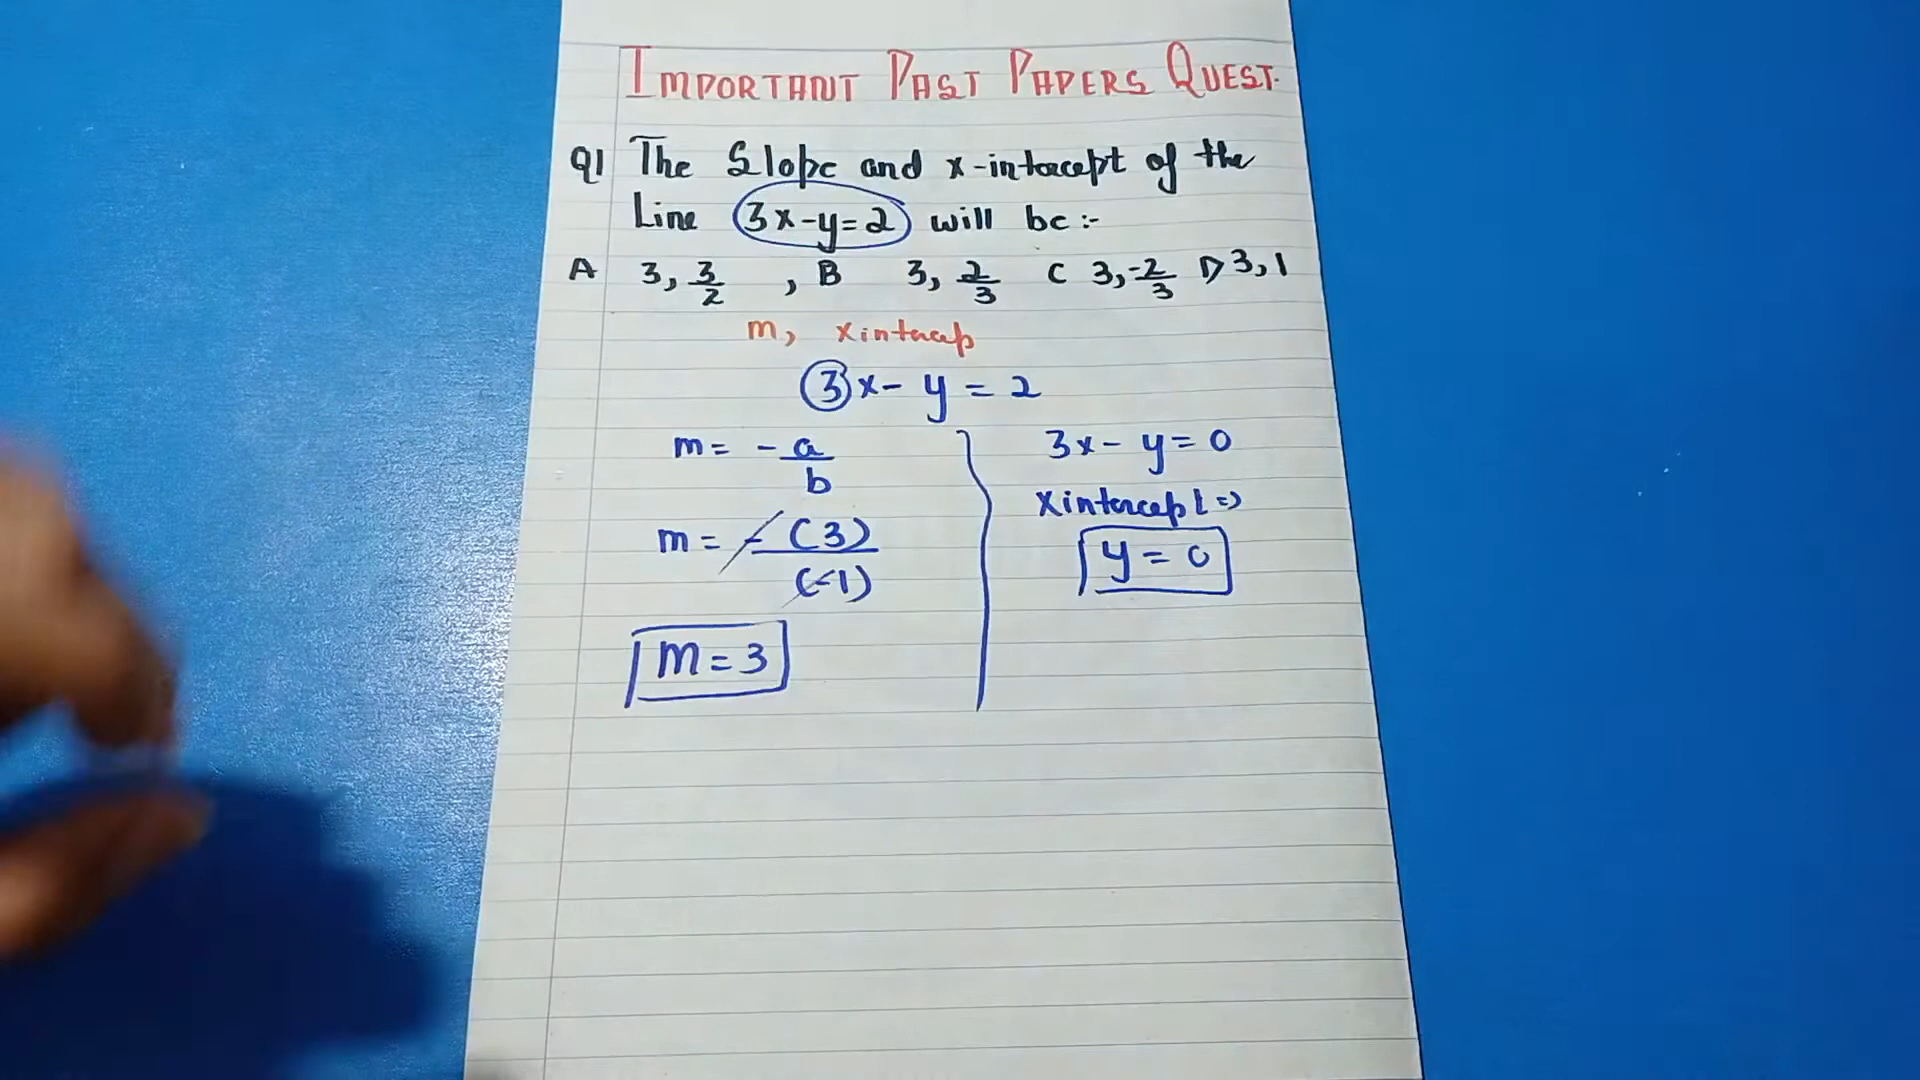 IMPORTANT PAST PAPERS QUEST.
Q1 The Slope and x-intercept of the
Line 3x-y=2 will be :-
A 3, 3/2 , B 3, 2/3 C 3, -2/3 D 3, 1
m, xintercep
3x - y = 2
m = - a/b
m = - (3)/(-1)
m = 3
3x - y = 0
xintercept =>
y = 0